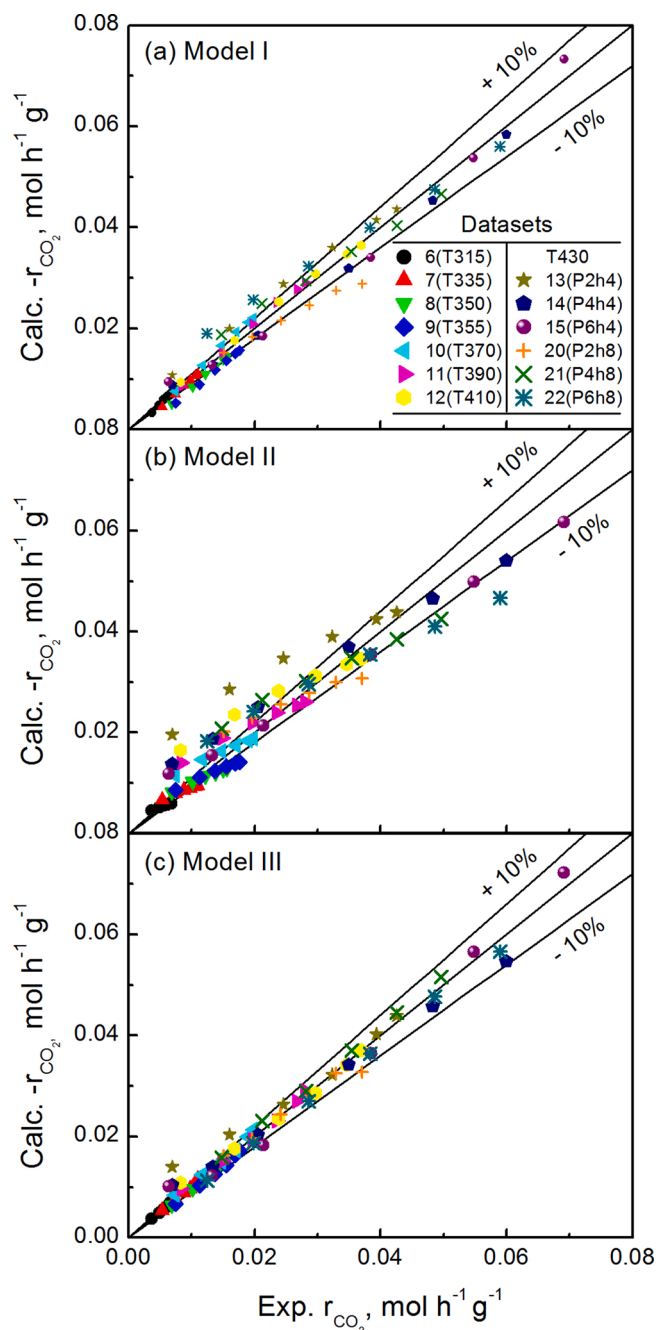 0.08
(a) Model I
+ 10%
- 10%
0.06
0.04
0.02
0.08
Calc. -r_CO₂, mol h⁻¹ g⁻¹
Datasets
6(T315) T430
7(T335) 13(P2h4)
8(T350) 14(P4h4)
9(T355) 15(P6h4)
10(T370) 20(P2h8)
11(T390) 21(P4h8)
12(T410) 22(P6h8)
(b) Model II
+ 10%
- 10%
0.06
0.04
0.02
0.08
Calc. -r_CO₂, mol h⁻¹ g⁻¹
(c) Model III
+ 10%
- 10%
0.06
0.04
0.02
0.00
Calc. -r_CO₂, mol h⁻¹ g⁻¹
0.00 0.02 0.04 0.06 0.08
Exp. r_CO₂, mol h⁻¹ g⁻¹